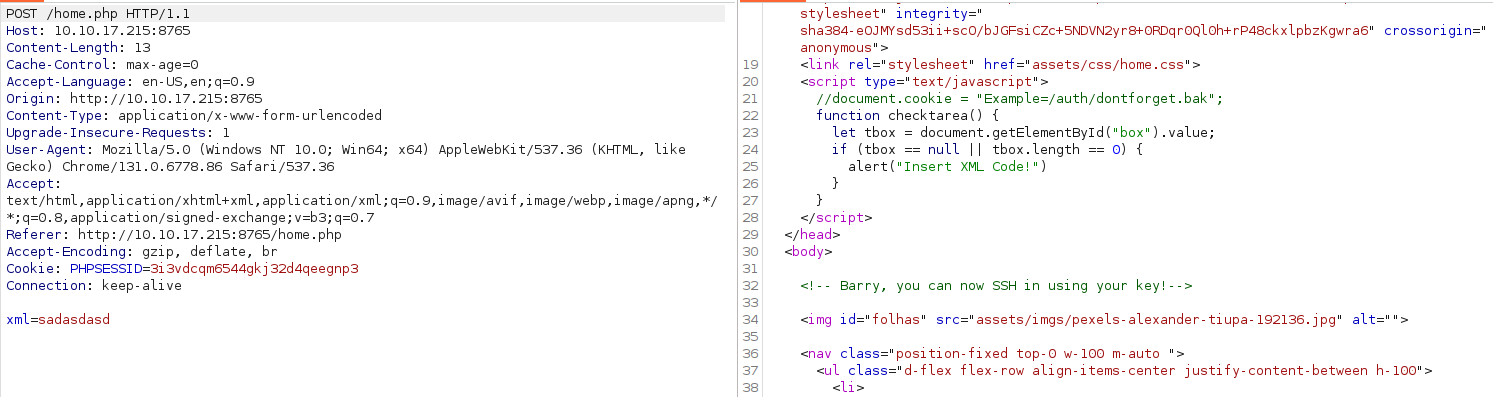 POST /home.php HTTP/1.1
Host: 10.10.17.215:8765
Content-Length: 13
Cache-Control: max-age=0
Accept-Language: en-US,en;q=0.9
Origin: http://10.10.17.215:8765
Content-Type: application/x-www-form-urlencoded
Upgrade-Insecure-Requests: 1
User-Agent: Mozilla/5.0 (Windows NT 10.0; Win64; x64) AppleWebKit/537.36 (KHTML, like
Gecko) Chrome/131.0.6778.86 Safari/537.36
Accept:
text/html,application/xhtml+xml,application/xml;q=0.9,image/avif,image/webp,image/apng,*/
*;q=0.8,application/signed-exchange;v=b3;q=0.7
Referer: http://10.10.17.215:8765/home.php
Accept-Encoding: gzip, deflate, br
Cookie: PHPSESSID=3i3vdcqm6544gkj32d4qeegnp3
Connection: keep-alive
xml=sadasdasd
stylesheet" integrity="
sha384-eOJMYsd53ii+scO/bJGFsiCZc+5NDVN2yr8+0RDqr0Ql0h+rP48ckxlpbzKgwra6" crossorigin="
anonymous">
19 <link rel="stylesheet" href="assets/css/home.css">
20 <script type="text/javascript">
21 //document.cookie = "Example=/auth/dontforget.bak";
22 function checktarea() {
23 let tbox = document.getElementById("box").value;
24 if (tbox == null || tbox.length == 0) {
25 alert("Insert XML Code!")
26 }
27 }
28 </script>
29 </head>
30 <body>
31
32 <!-- Barry, you can now SSH in using your key!-->
33
34 <img id="folhas" src="assets/imgs/pexels-alexander-tiupa-192136.jpg" alt="">
35
36 <nav class="position-fixed top-0 w-100 m-auto ">
37 <ul class="d-flex flex-row align-items-center justify-content-between h-100">
38 <li>